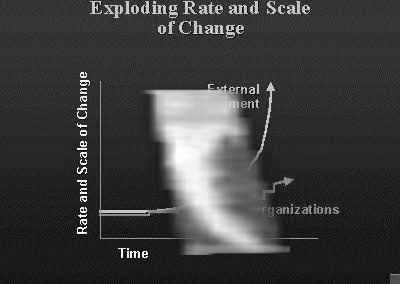 Exploding Rate and Scale
of Change
External
Rate and Scale of Change
Time